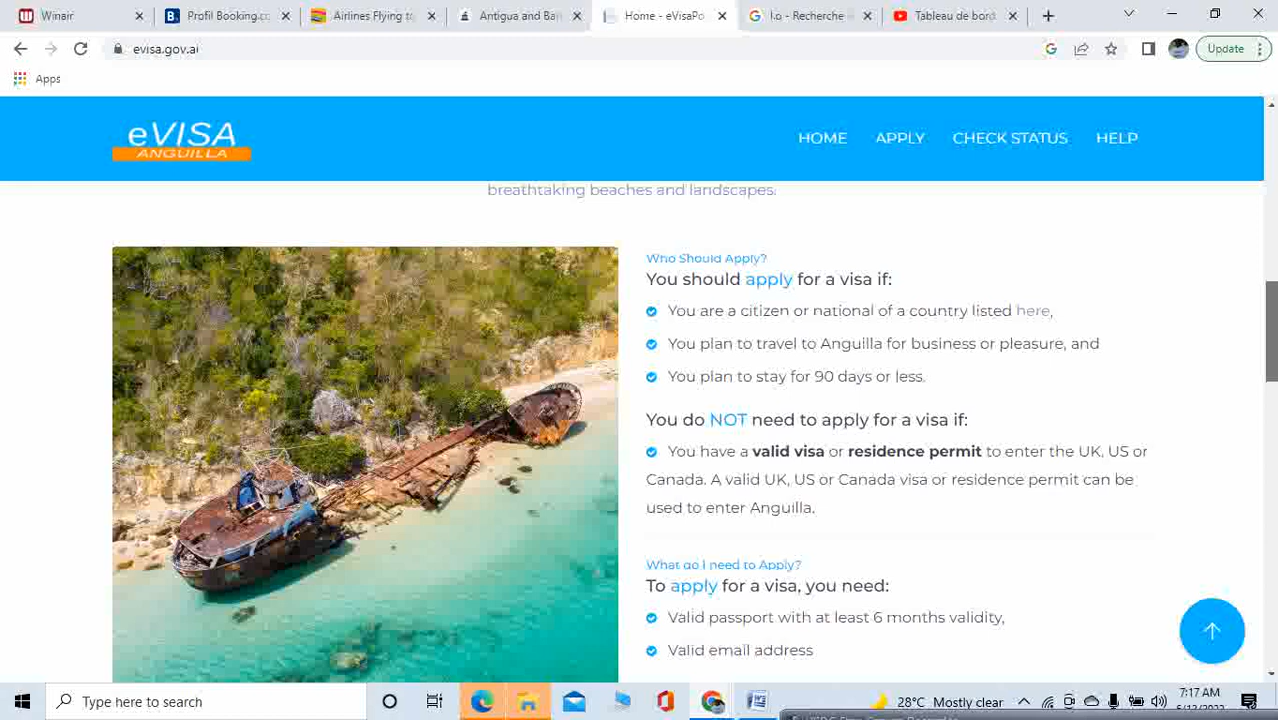 Winair
Profil Booking.co
Airlines Flying to
Antigua and Ba
Home - eVisaPo
- Recherche
Tableau de bord
evisa.gov.ai
Update
Apps
eVISA
ANGUILLA
HOME
APPLY
CHECK STATUS
HELP
breathtaking beaches and landscapes.
Who Should Apply?
You should apply for a visa if:
You are a citizen or national of a country listed here,
You plan to travel to Anguilla for business or pleasure, and
You plan to stay for 90 days or less.
You do NOT need to apply for a visa if:
You have a valid visa or residence permit to enter the UK. US or
Canada. A valid UK, US or Canada visa or residence permit can be
used to enter Anguilla.
What do I need to Apply?
To apply for a visa, you need:
Valid passport with at least 6 months validity,
Valid email address
Type here to search
28°C Mostly clear
7:17 AM